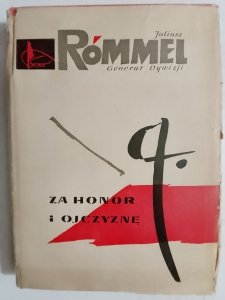 Juliusz
RÓMMEL
Generał Dywizji
ZA HONOR
i OJCZYZNĘ